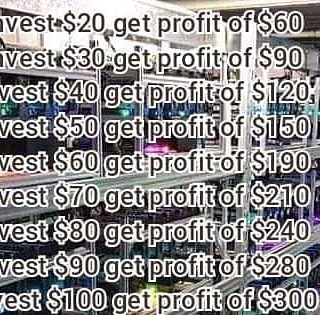 nvest $20 get profit of $60
nvest $30 get profit of $90
vest $40 get profit of $120
vest $50 get profit of $150
vest $60 get profit of $190
vest $70 get profit of $210
vest $80 get profit of $240
vest $90 get profit of $280
vest $100 get profit of $300